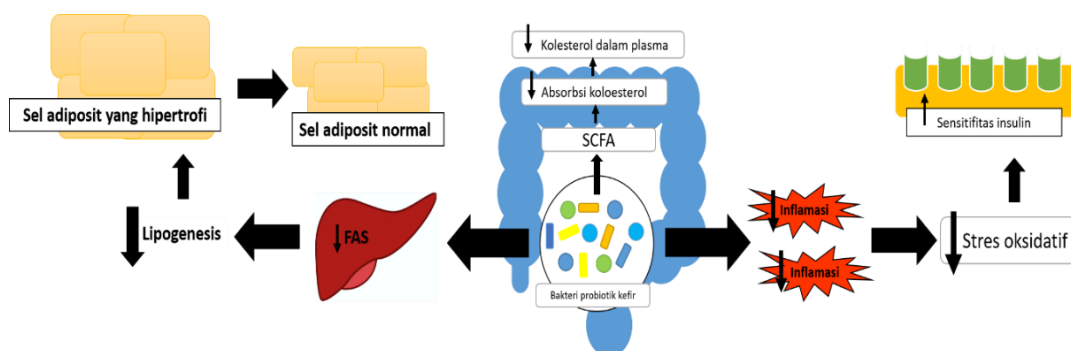 Kolesterol dalam plasma
Absorbsi koloesterol
SCFA
Bakteri probiotik kefir
FAS
Lipogenesis
Sel adiposit yang hipertrofi
Sel adiposit normal
Inflamasi
Inflamasi
Stres oksidatif
Sensitifitas insulin